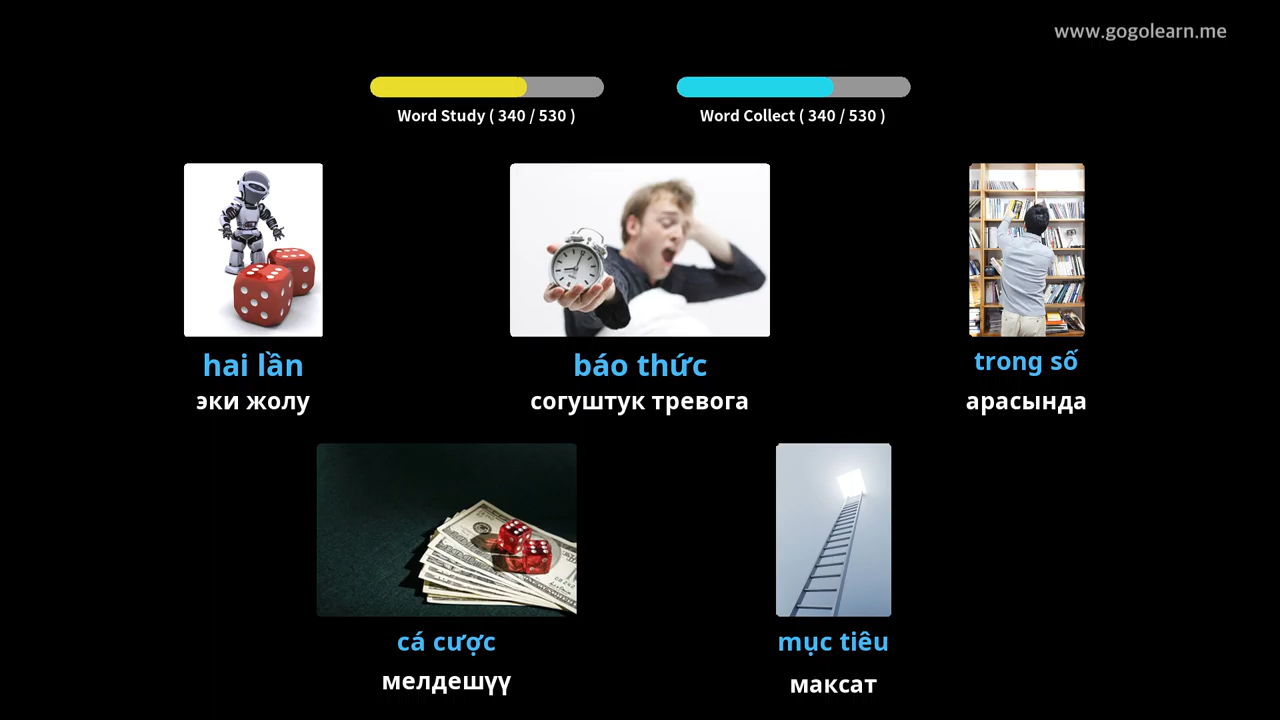 www.gogolearn.me
Word Study ( 340 / 530 )
Word Collect ( 340 / 530 )
hai lần
эки жолу
báo thức
согуштук тревога
trong số
арасында
cá cược
мелдешүү
mục tiêu
максат